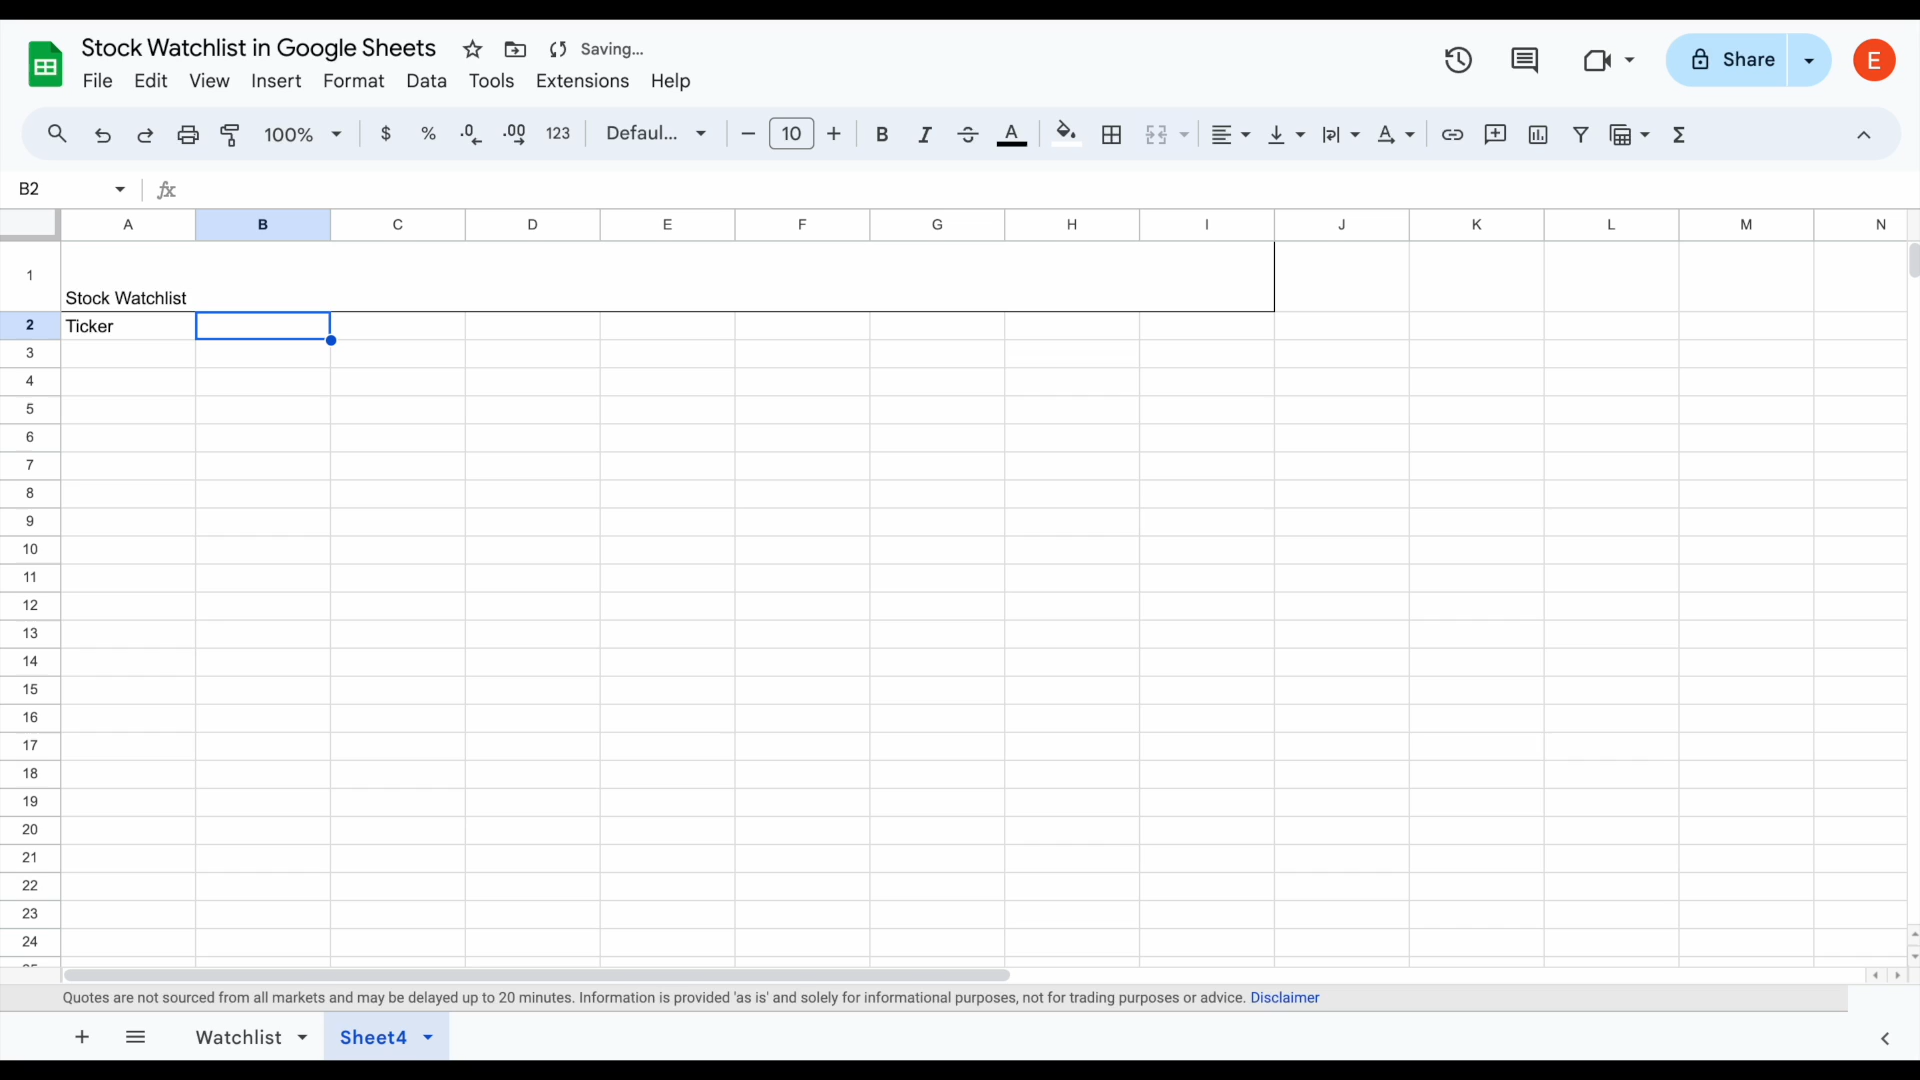 Stock Watchlist in Google Sheets Saving...
File Edit View Insert Format Data Tools Extensions Help
Share
E
100% $ % .0 .00 123 Defaul... 10 B I A A Σ
B2 fx
A B C D E F G H I J K L M N
1 Stock Watchlist
2 Ticker
3
4
5
6
7
8
9
10
11
12
13
14
15
16
17
18
19
20
21
22
23
24
Quotes are not sourced from all markets and may be delayed up to 20 minutes. Information is provided 'as is' and solely for informational purposes, not for trading purposes or advice. Disclaimer
Watchlist Sheet4